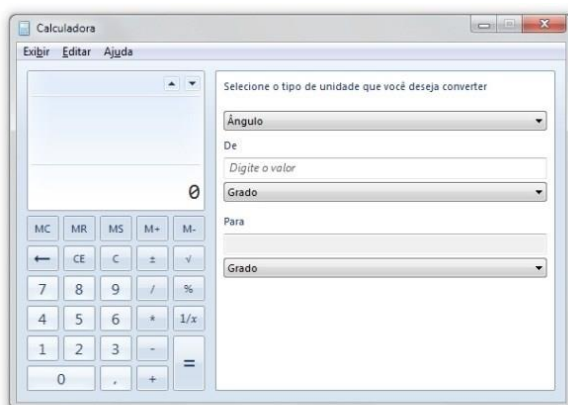 Calculadora
Exibir Editar Ajuda
0
MC MR MS M+ M-
← CE C ± √
7 8 9 / %
4 5 6 * 1/x
1 2 3 - =
0 , +
Selecione o tipo de unidade que você deseja converter
Ângulo
De
Digite o valor
Grado
Para
Grado